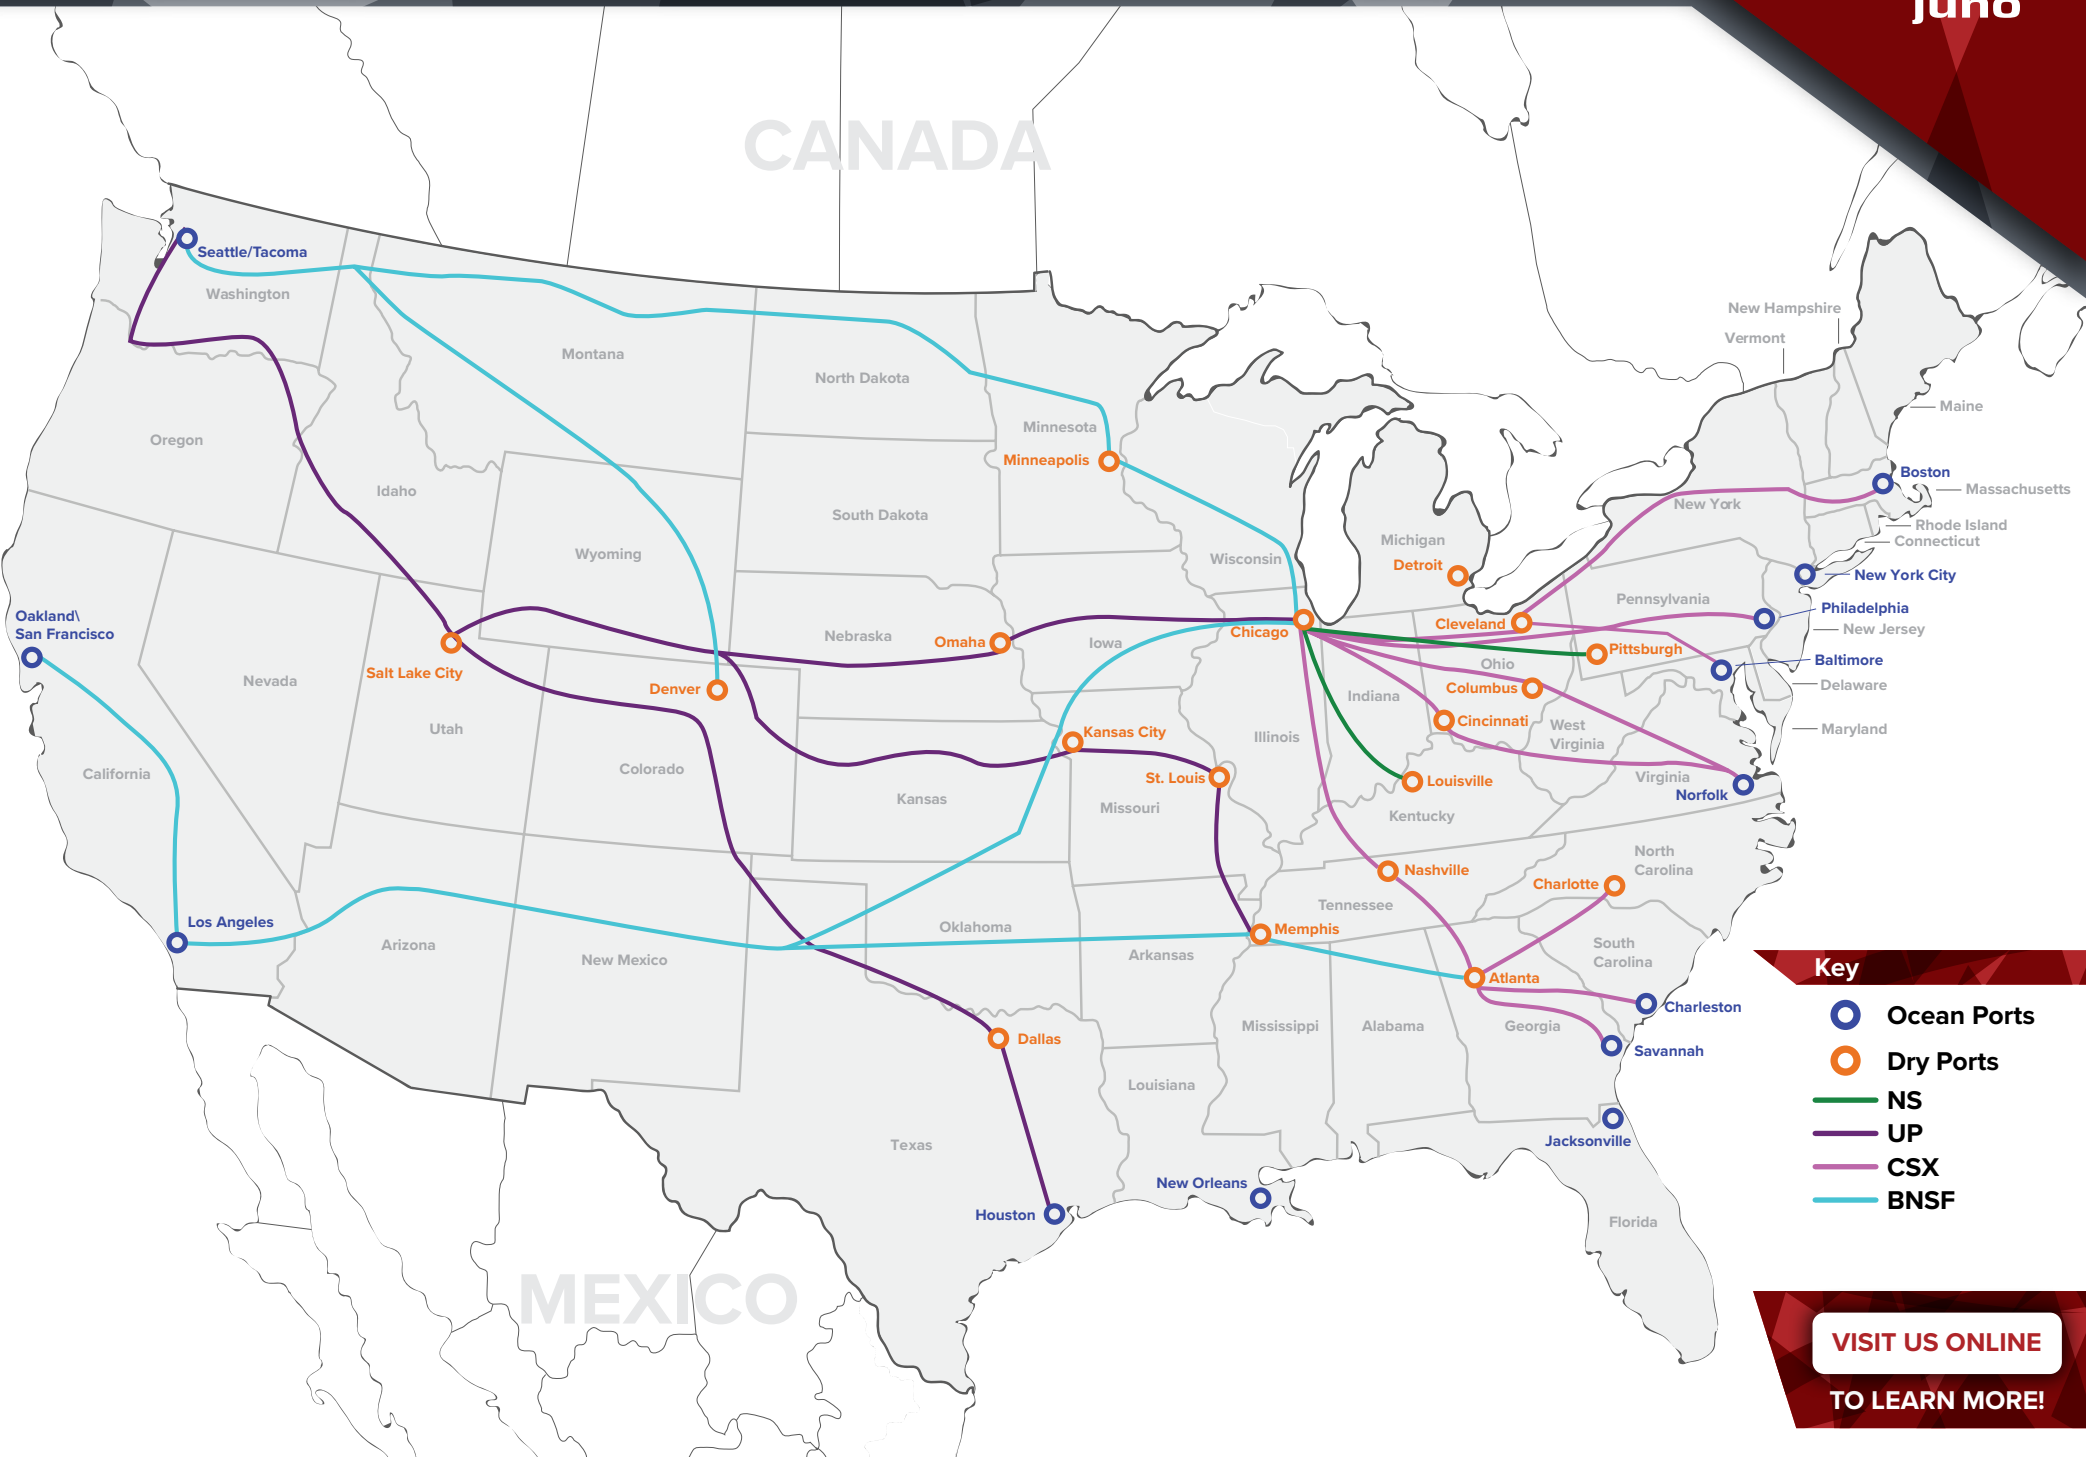 juno
CANADA
Seattle/Tacoma
Washington
New Hampshire
Vermont
Montana
North Dakota
Maine
Minnesota
Oregon
Minneapolis
Boston
Massachusetts
Idaho
New York
South Dakota
Rhode Island
Connecticut
Michigan
Wisconsin
Wyoming
Detroit
New York City
Pennsylvania
Philadelphia
Oakland\
San Francisco
New Jersey
Cleveland
Chicago
Nebraska
Omaha
Iowa
Pittsburgh
Baltimore
Ohio
Salt Lake City
Nevada
Delaware
Denver
Columbus
Indiana
Cincinnati
West
Virginia
Maryland
Utah
Kansas City
Illinois
California
Colorado
St. Louis
Louisville
Virginia
Norfolk
Kansas
Missouri
Kentucky
North
Carolina
Nashville
Charlotte
Tennessee
Los Angeles
Oklahoma
Memphis
Arizona
New Mexico
Arkansas
South
Carolina
Atlanta
Charleston
Mississippi
Alabama
Georgia
Dallas
Savannah
Louisiana
Texas
Jacksonville
New Orleans
Houston
Florida
MEXICO
Key
Ocean Ports
Dry Ports
NS
UP
CSX
BNSF
VISIT US ONLINE
TO LEARN MORE!